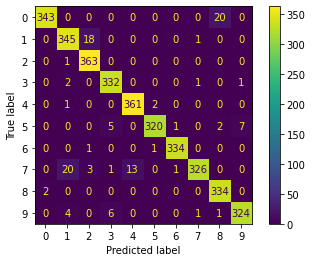 0 343 0 0 0 0 0 0 0 20 0
1 0 345 18 0 0 0 0 1 0 0
2 0 1 363 0 0 0 0 0 0 0
3 0 2 0 332 0 0 0 1 0 1
4 0 1 0 0 361 2 0 0 0 0
5 0 0 0 5 0 320 1 0 2 7
6 0 0 1 0 0 1 334 0 0 0
7 0 20 3 1 13 0 1 326 0 0
8 2 0 0 0 0 0 0 0 334 0
9 0 4 0 6 0 0 0 1 1 324
0 1 2 3 4 5 6 7 8 9
Predicted label
True label
350
300
250
200
150
100
50
0